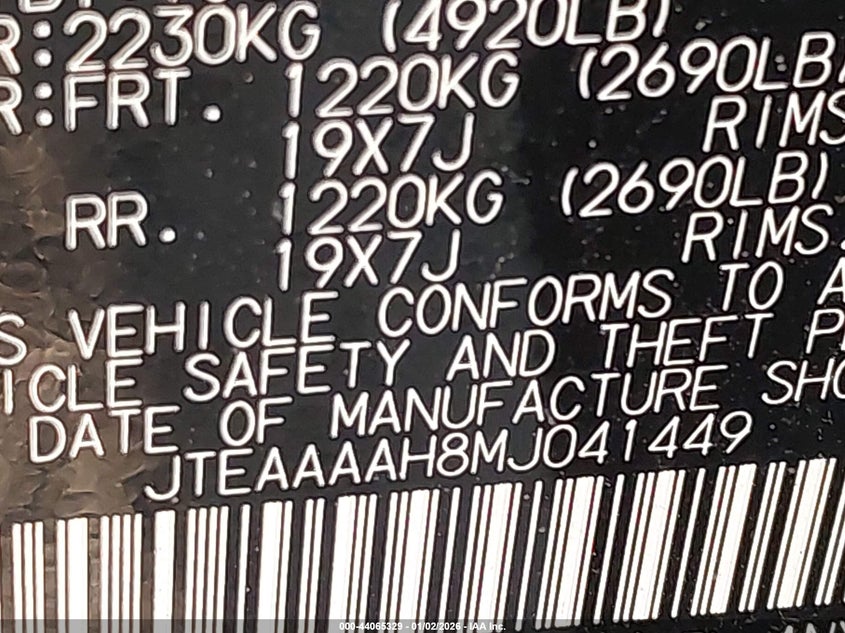 R:2230KG (4920LB)
R:FRT. 1220KG (2690LB)
19X7J RIMS
RR. 1220KG (2690LB)
19X7J RIMS.
S VEHICLE CONFORMS TO A
ICLE SAFETY AND THEFT P
DATE OF MANUFACTURE SHO
JTEAAAAH8MJ041449
000-44065329 - 01/02/2026 - IAA Inc.